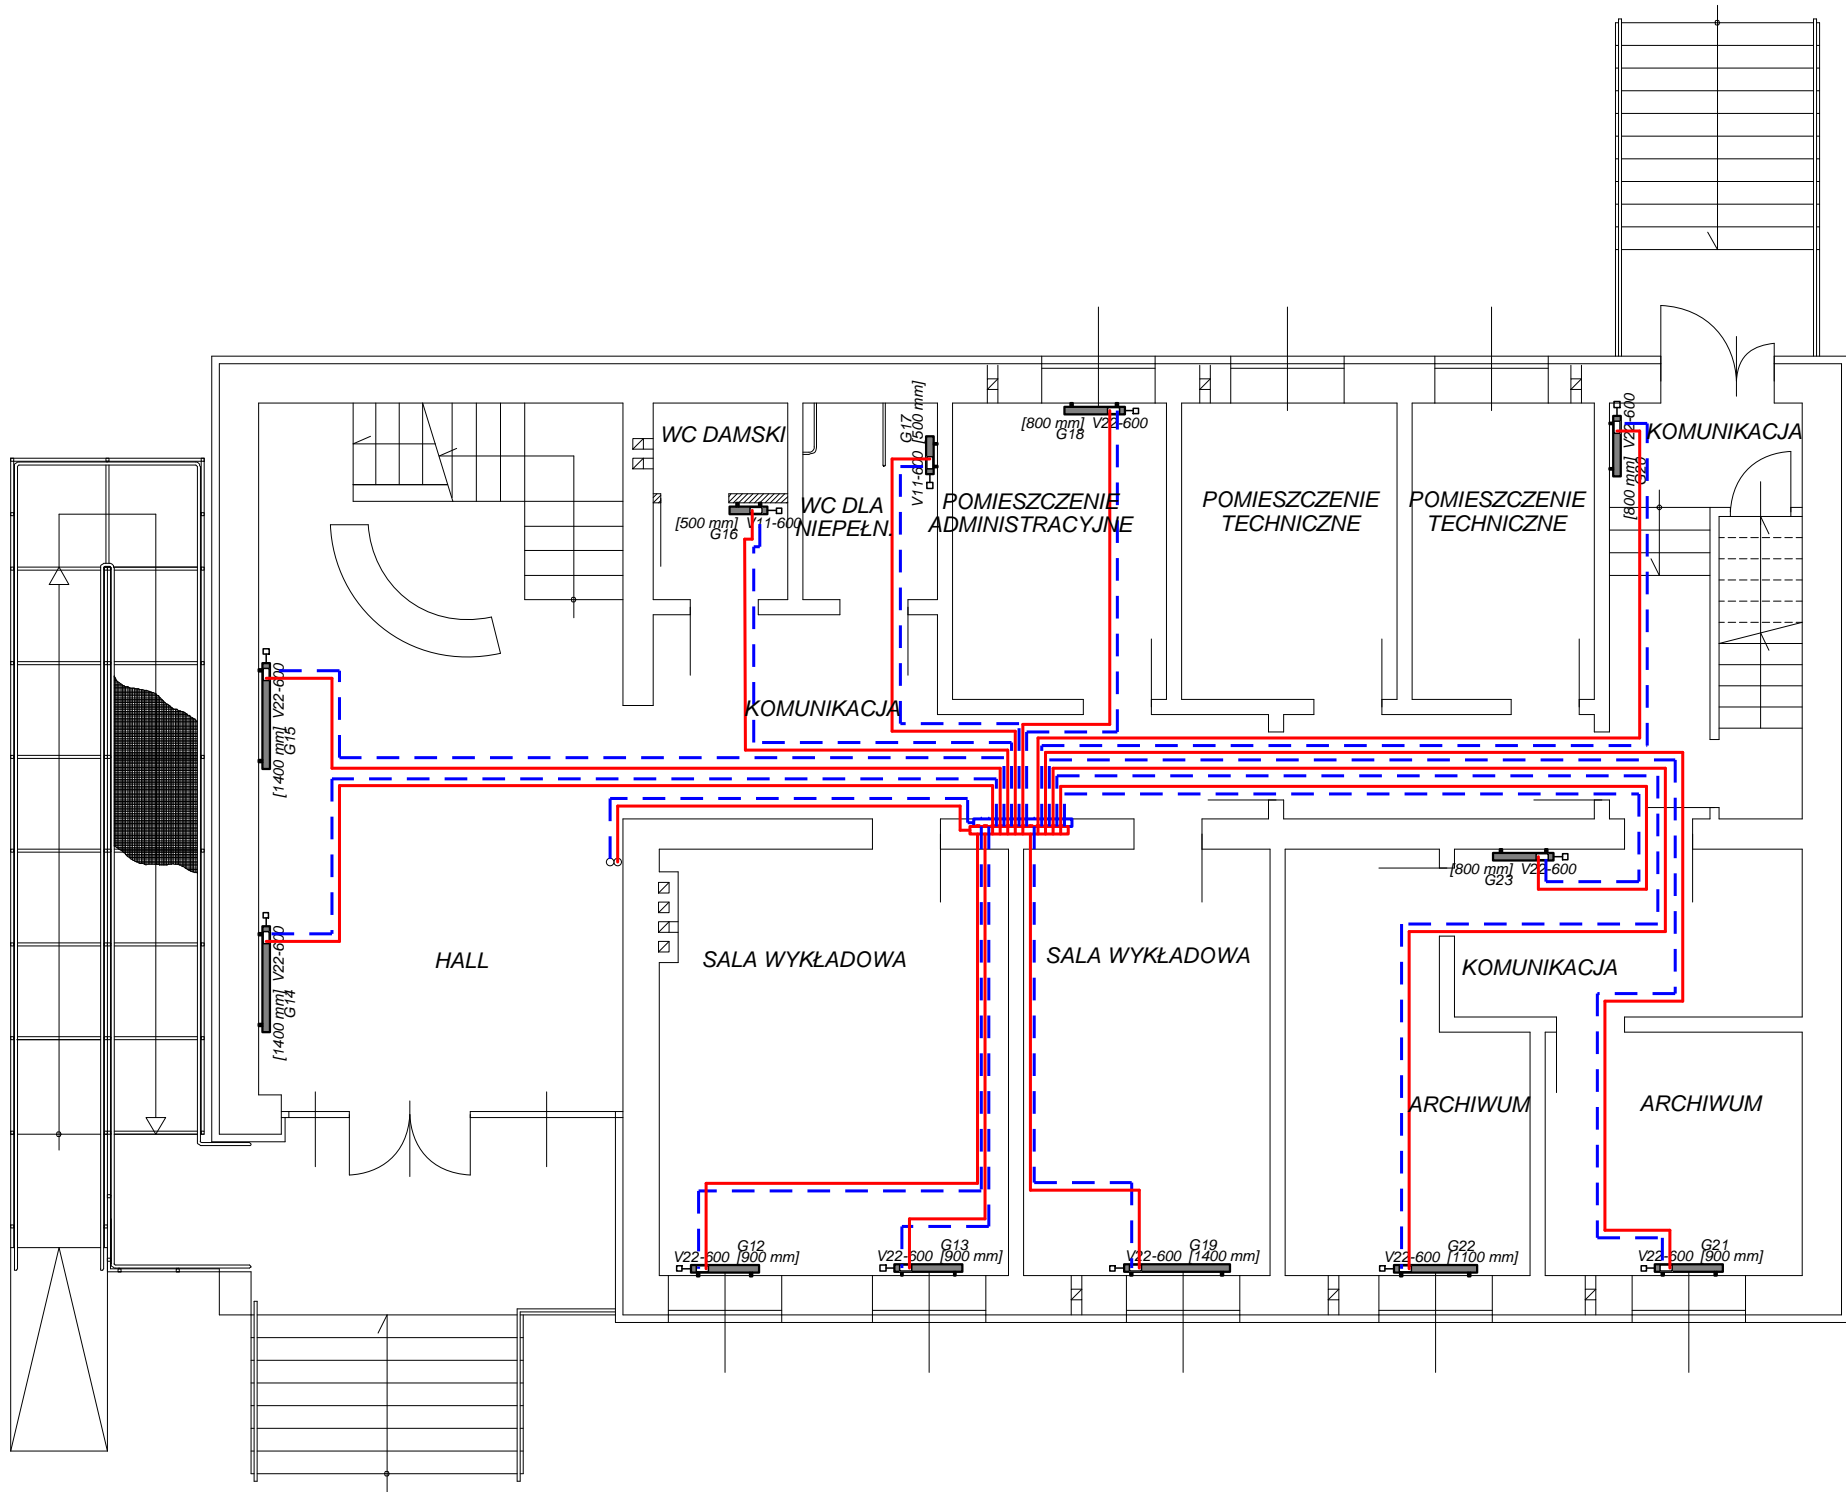 G17
V11-600 [500 mm]
[800 mm] V22-600
G18
[800 mm] V22-600
G20
KOMUNIKACJA
WC DAMSKI
[500 mm] V11-600
G16
WC DLA
NIEPEŁN.
POMIESZCZENIE
ADMINISTRACYJNE
POMIESZCZENIE
TECHNICZNE
POMIESZCZENIE
TECHNICZNE
[1400 mm] V22-600
G15
KOMUNIKACJA
[800 mm] V22-600
G23
[1400 mm] V22-600
G14
HALL
SALA WYKŁADOWA
SALA WYKŁADOWA
KOMUNIKACJA
ARCHIWUM
ARCHIWUM
G12
V22-600 [900 mm]
G13
V22-600 [900 mm]
G19
V22-600 [1400 mm]
G22
V22-600 [1100 mm]
G21
V22-600 [900 mm]